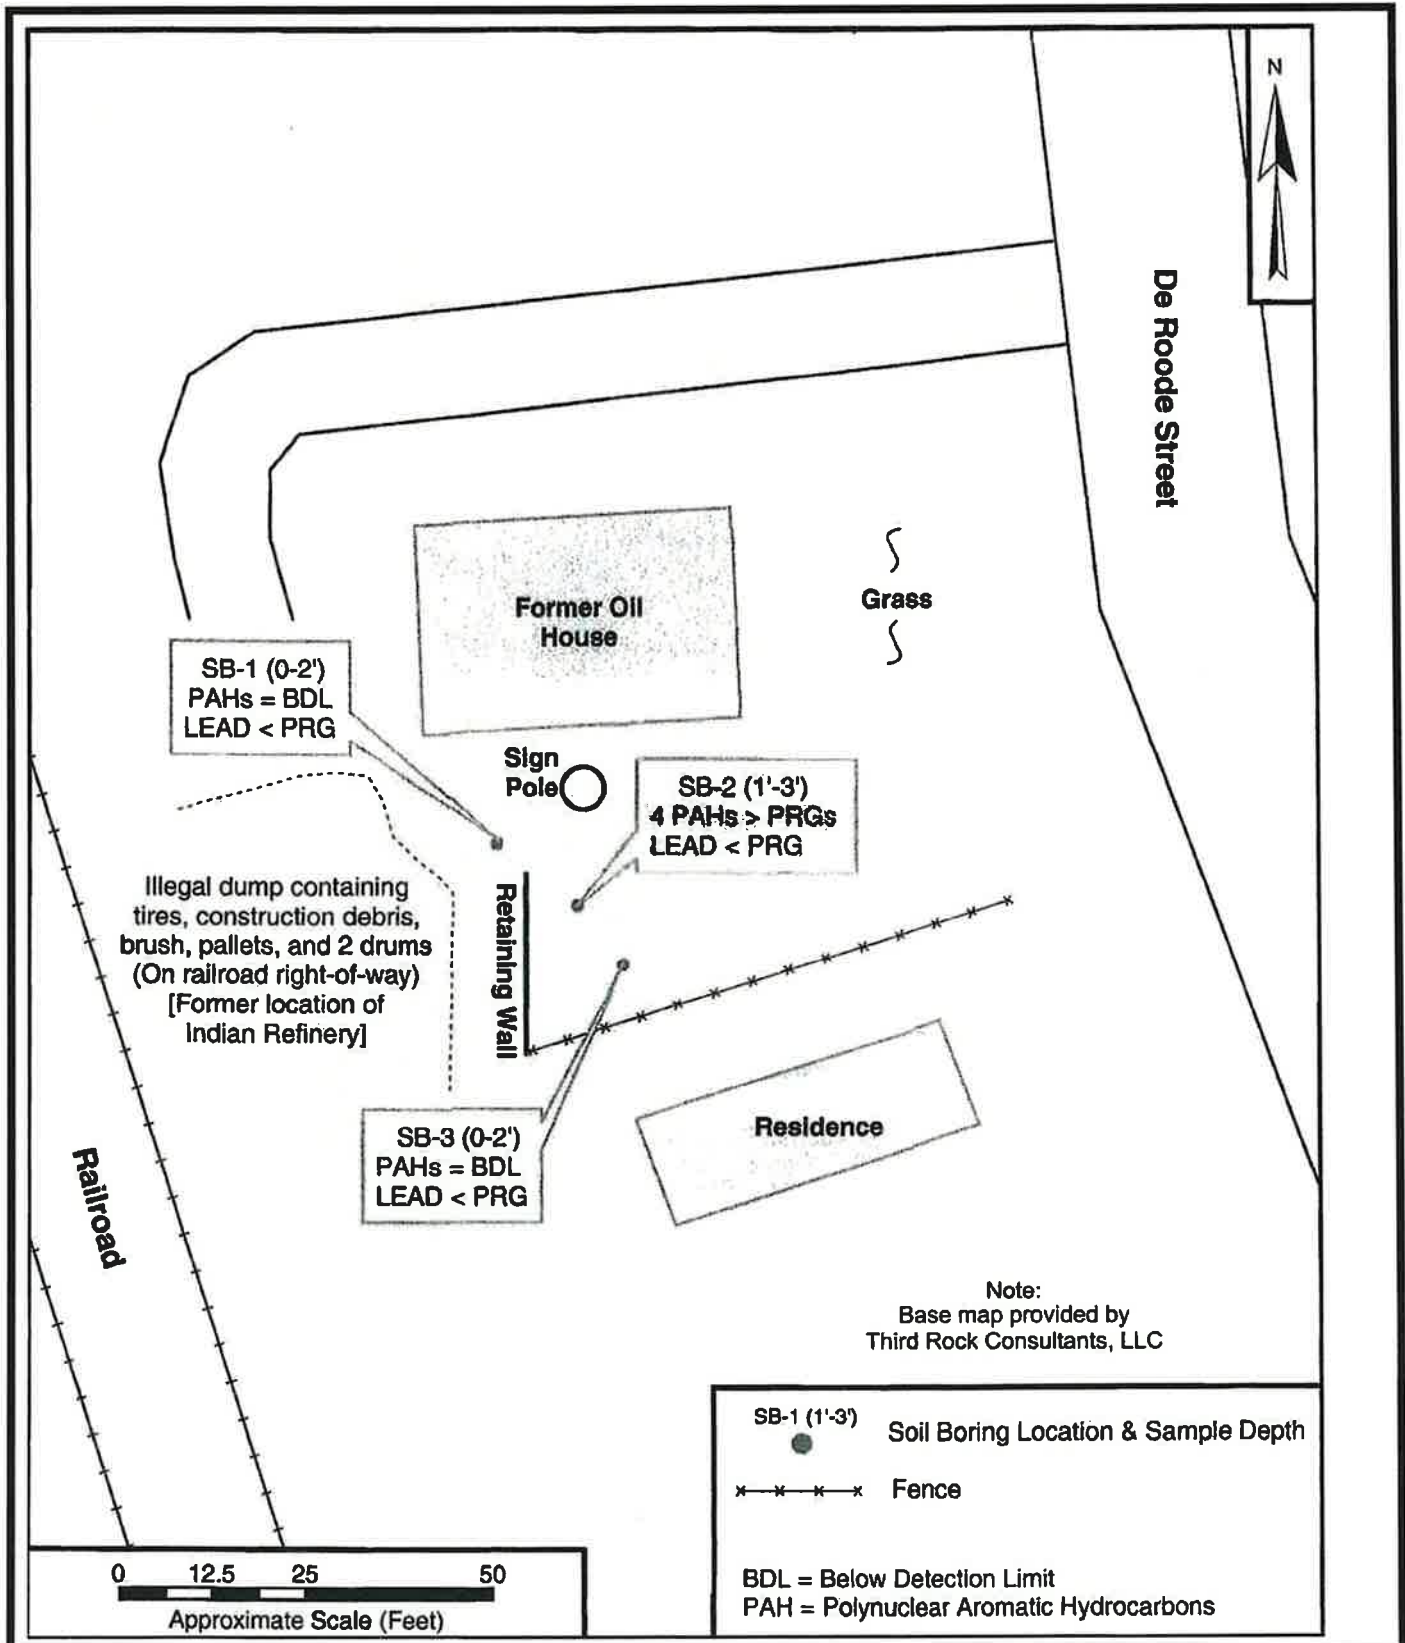 N
De Roode Street
Former Oil
House
Grass
SB-1 (0-2')
PAHs = BDL
LEAD < PRG
Sign
Pole
SB-2 (1'-3')
4 PAHs > PRGs
LEAD < PRG
Illegal dump containing
tires, construction debris,
brush, pallets, and 2 drums
(On railroad right-of-way)
[Former location of
Indian Refinery]
Retaining Wall
SB-3 (0-2')
PAHs = BDL
LEAD < PRG
Residence
Railroad
Note:
Base map provided by
Third Rock Consultants, LLC
SB-1 (1'-3')
Soil Boring Location & Sample Depth
Fence
BDL = Below Detection Limit
PAH = Polynuclear Aromatic Hydrocarbons
0 12.5 25 50
Approximate Scale (Feet)